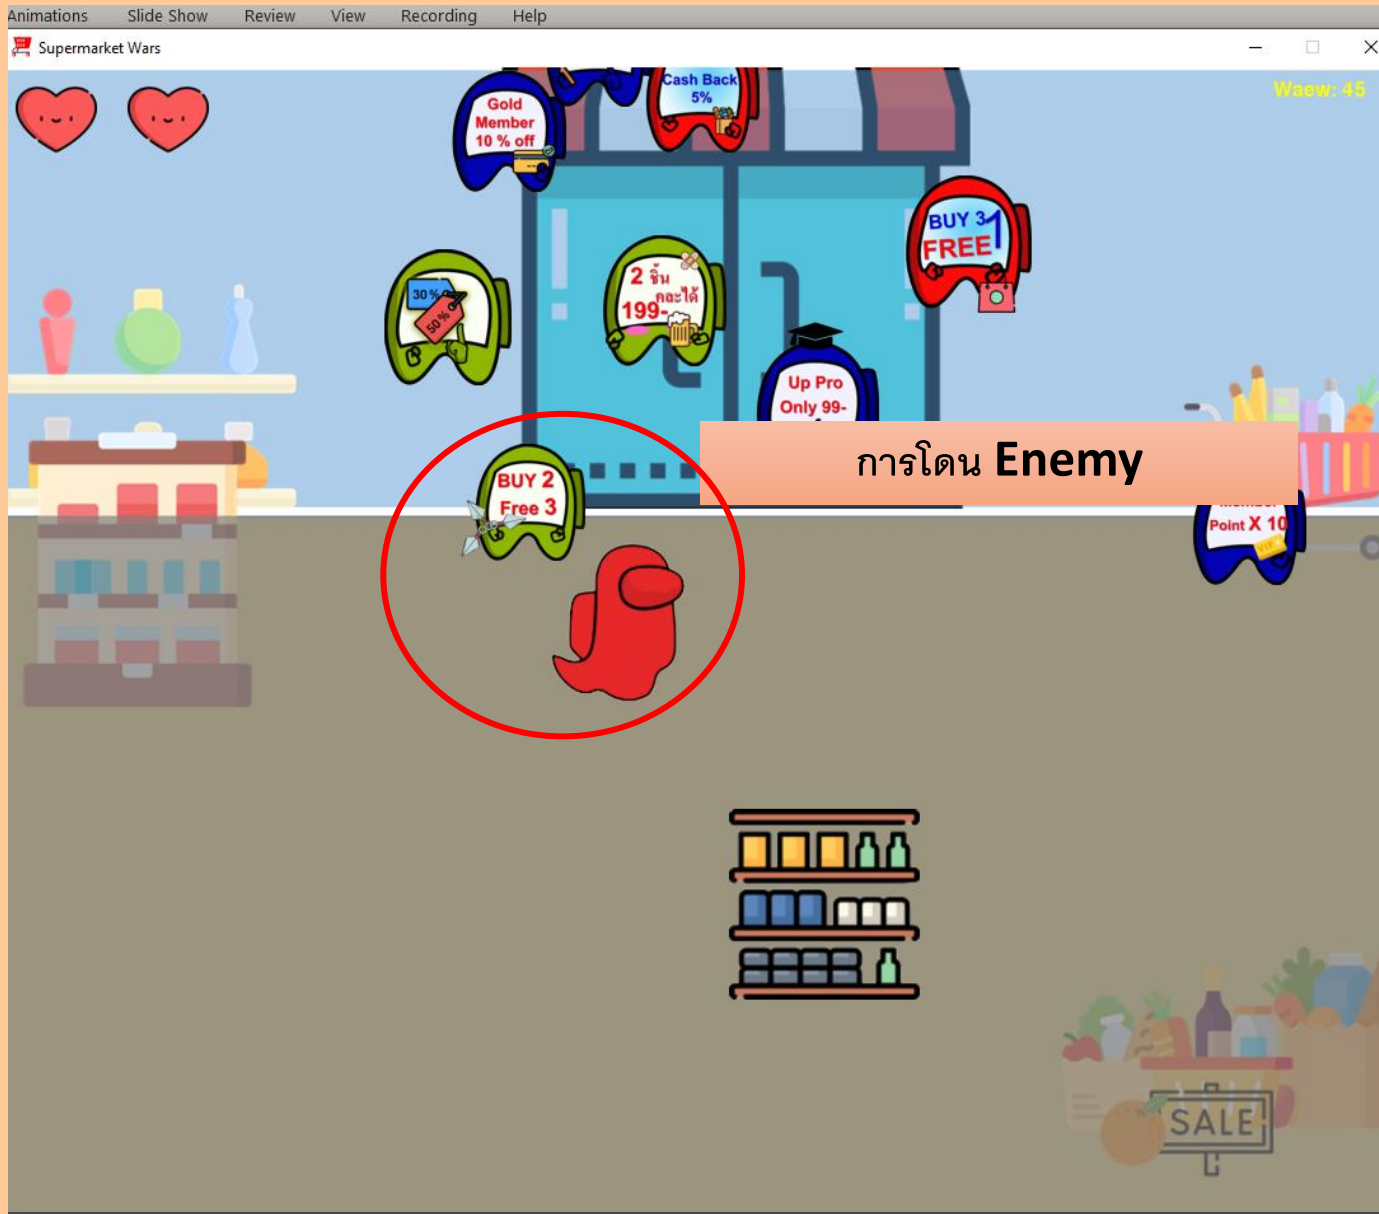 Animations Slide Show Review View Recording Help
Supermarket Wars
Waew: 45
Cash Back
5%
Gold
Member
10 % off
BUY 3 1
FREE
30%
50%
2 ชิ้น
คละได้
199-
Up Pro
Only 99-
การโดน Enemy
BUY 2
Free 3
Point X 10
VIP
SALE